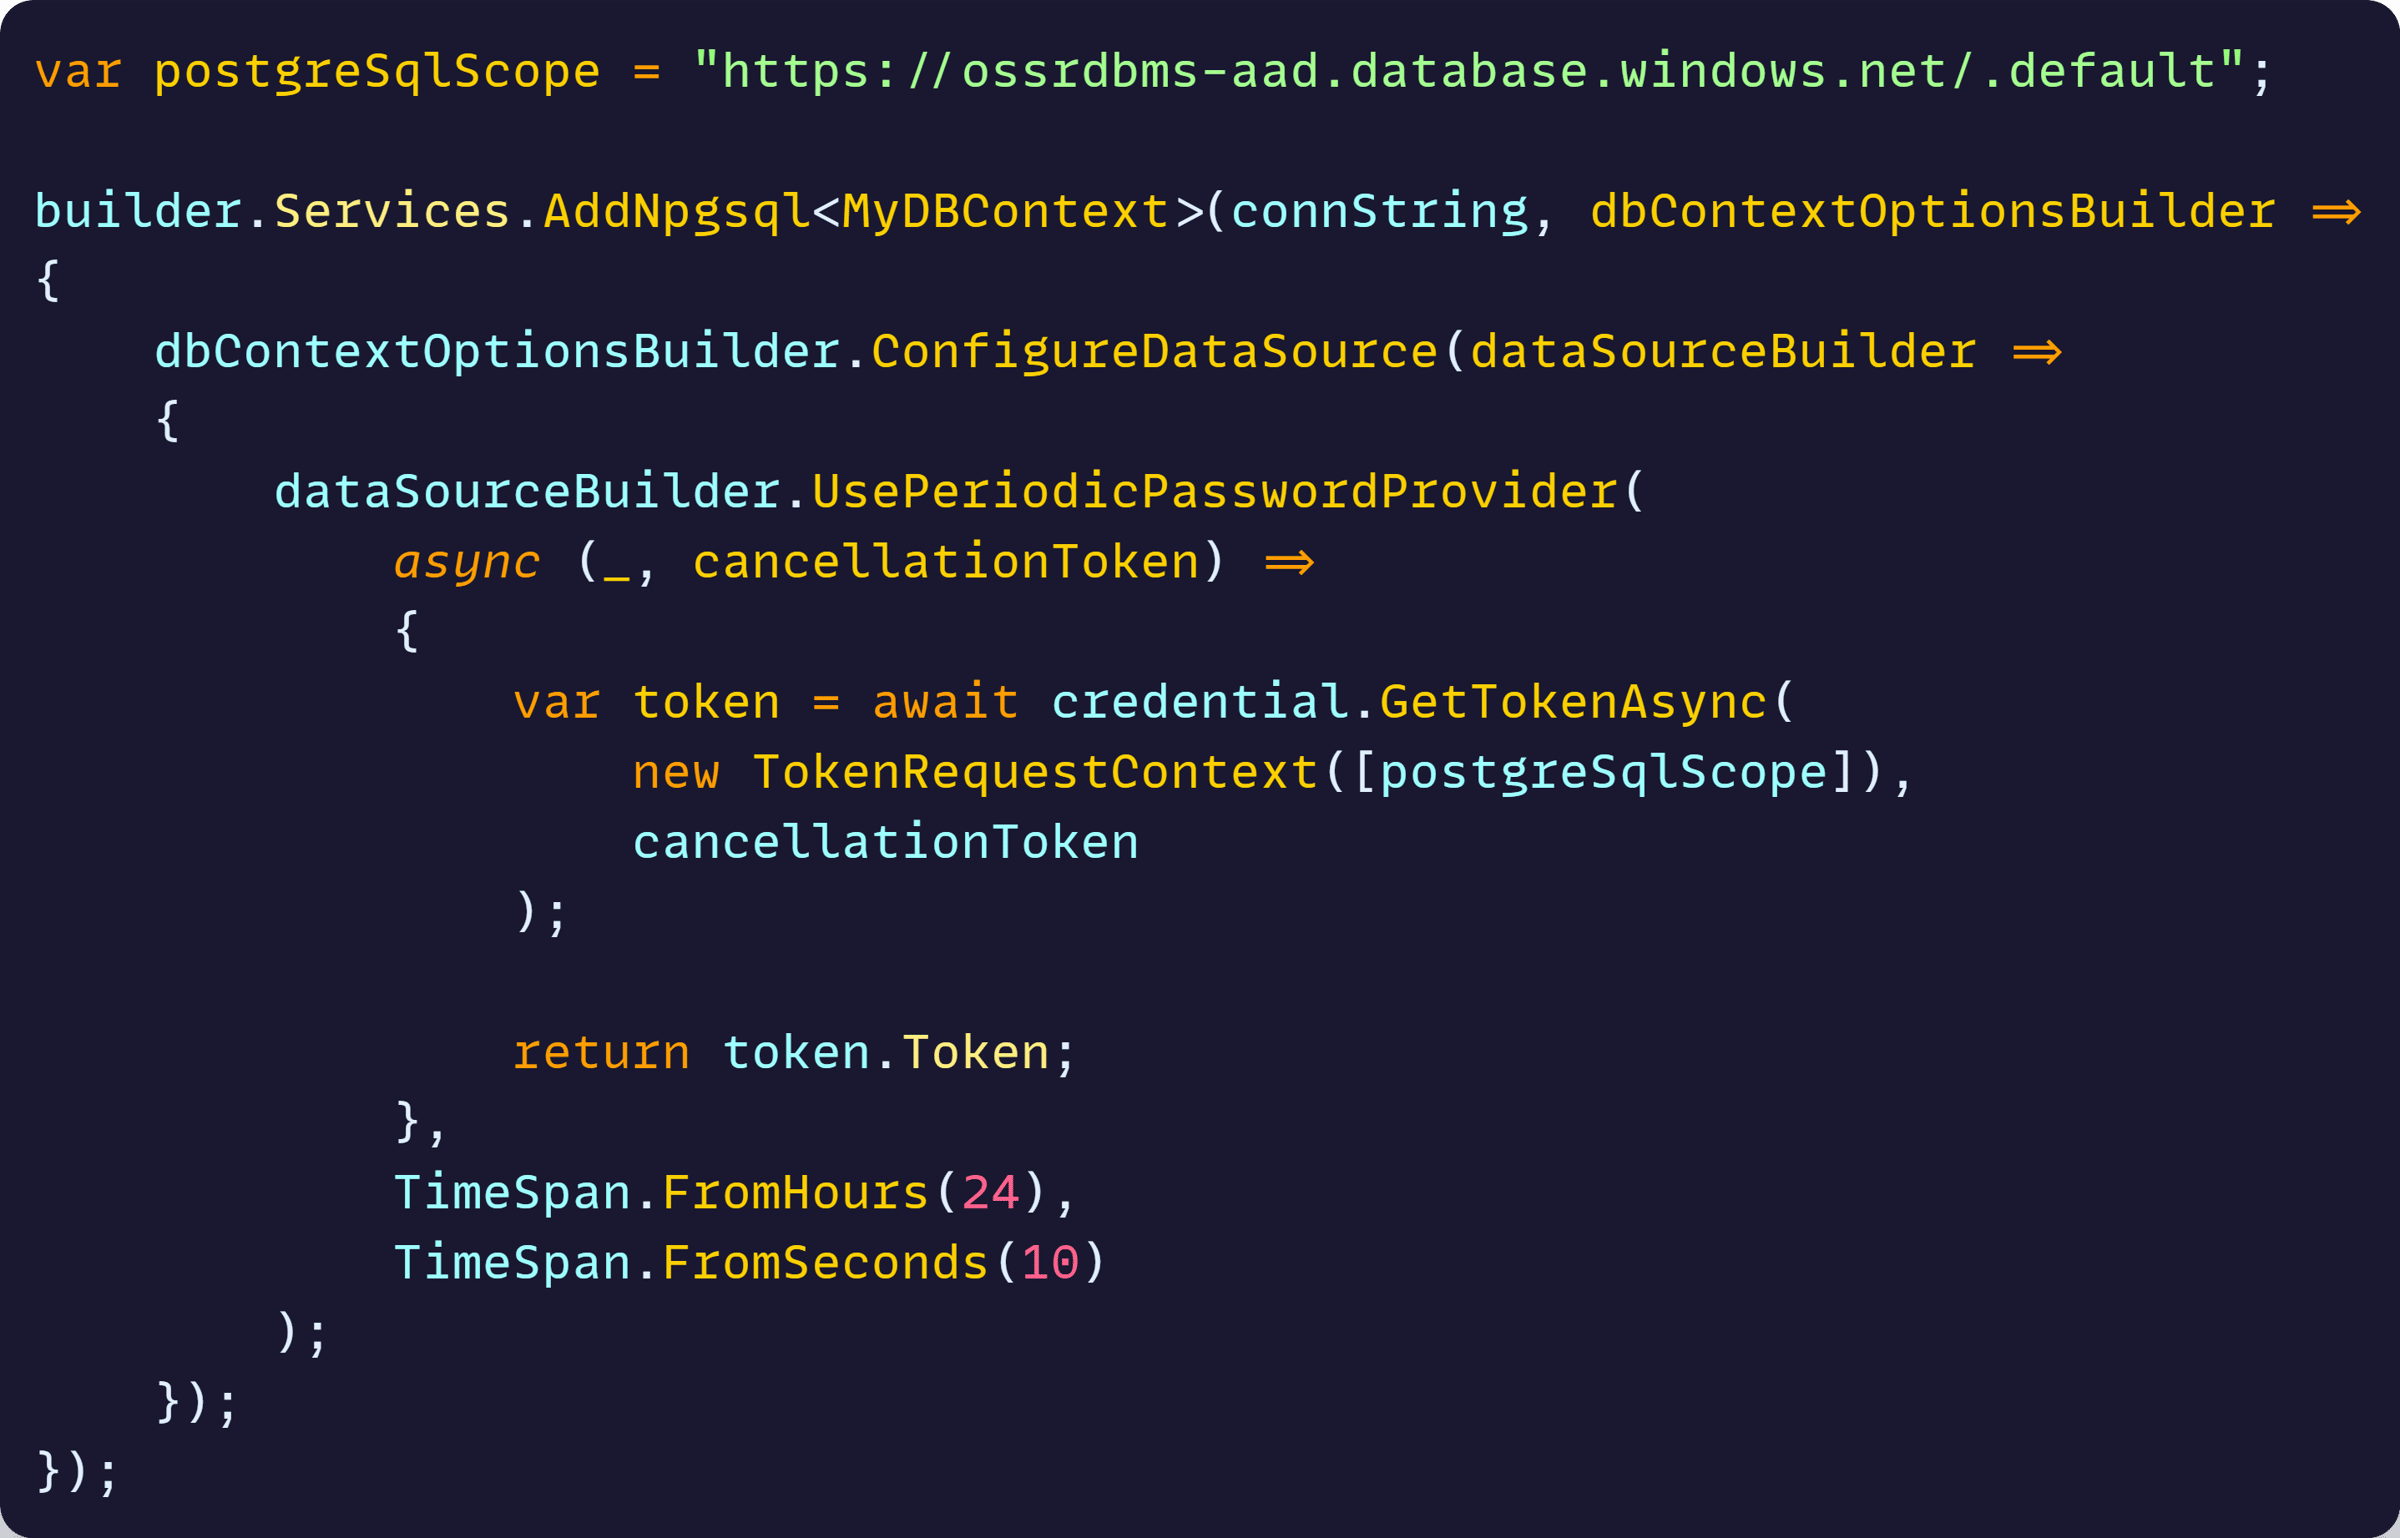 var postgreSqlScope = "https://ossrdbms-aad.database.windows.net/.default";

builder.Services.AddNpgsql<MyDBContext>(connString, dbContextOptionsBuilder =>
{
    dbContextOptionsBuilder.ConfigureDataSource(dataSourceBuilder =>
    {
        dataSourceBuilder.UsePeriodicPasswordProvider(
            async (_, cancellationToken) =>
            {
                var token = await credential.GetTokenAsync(
                    new TokenRequestContext([postgreSqlScope]),
                    cancellationToken
                );

                return token.Token;
            },
            TimeSpan.FromHours(24),
            TimeSpan.FromSeconds(10)
        );
    });
});